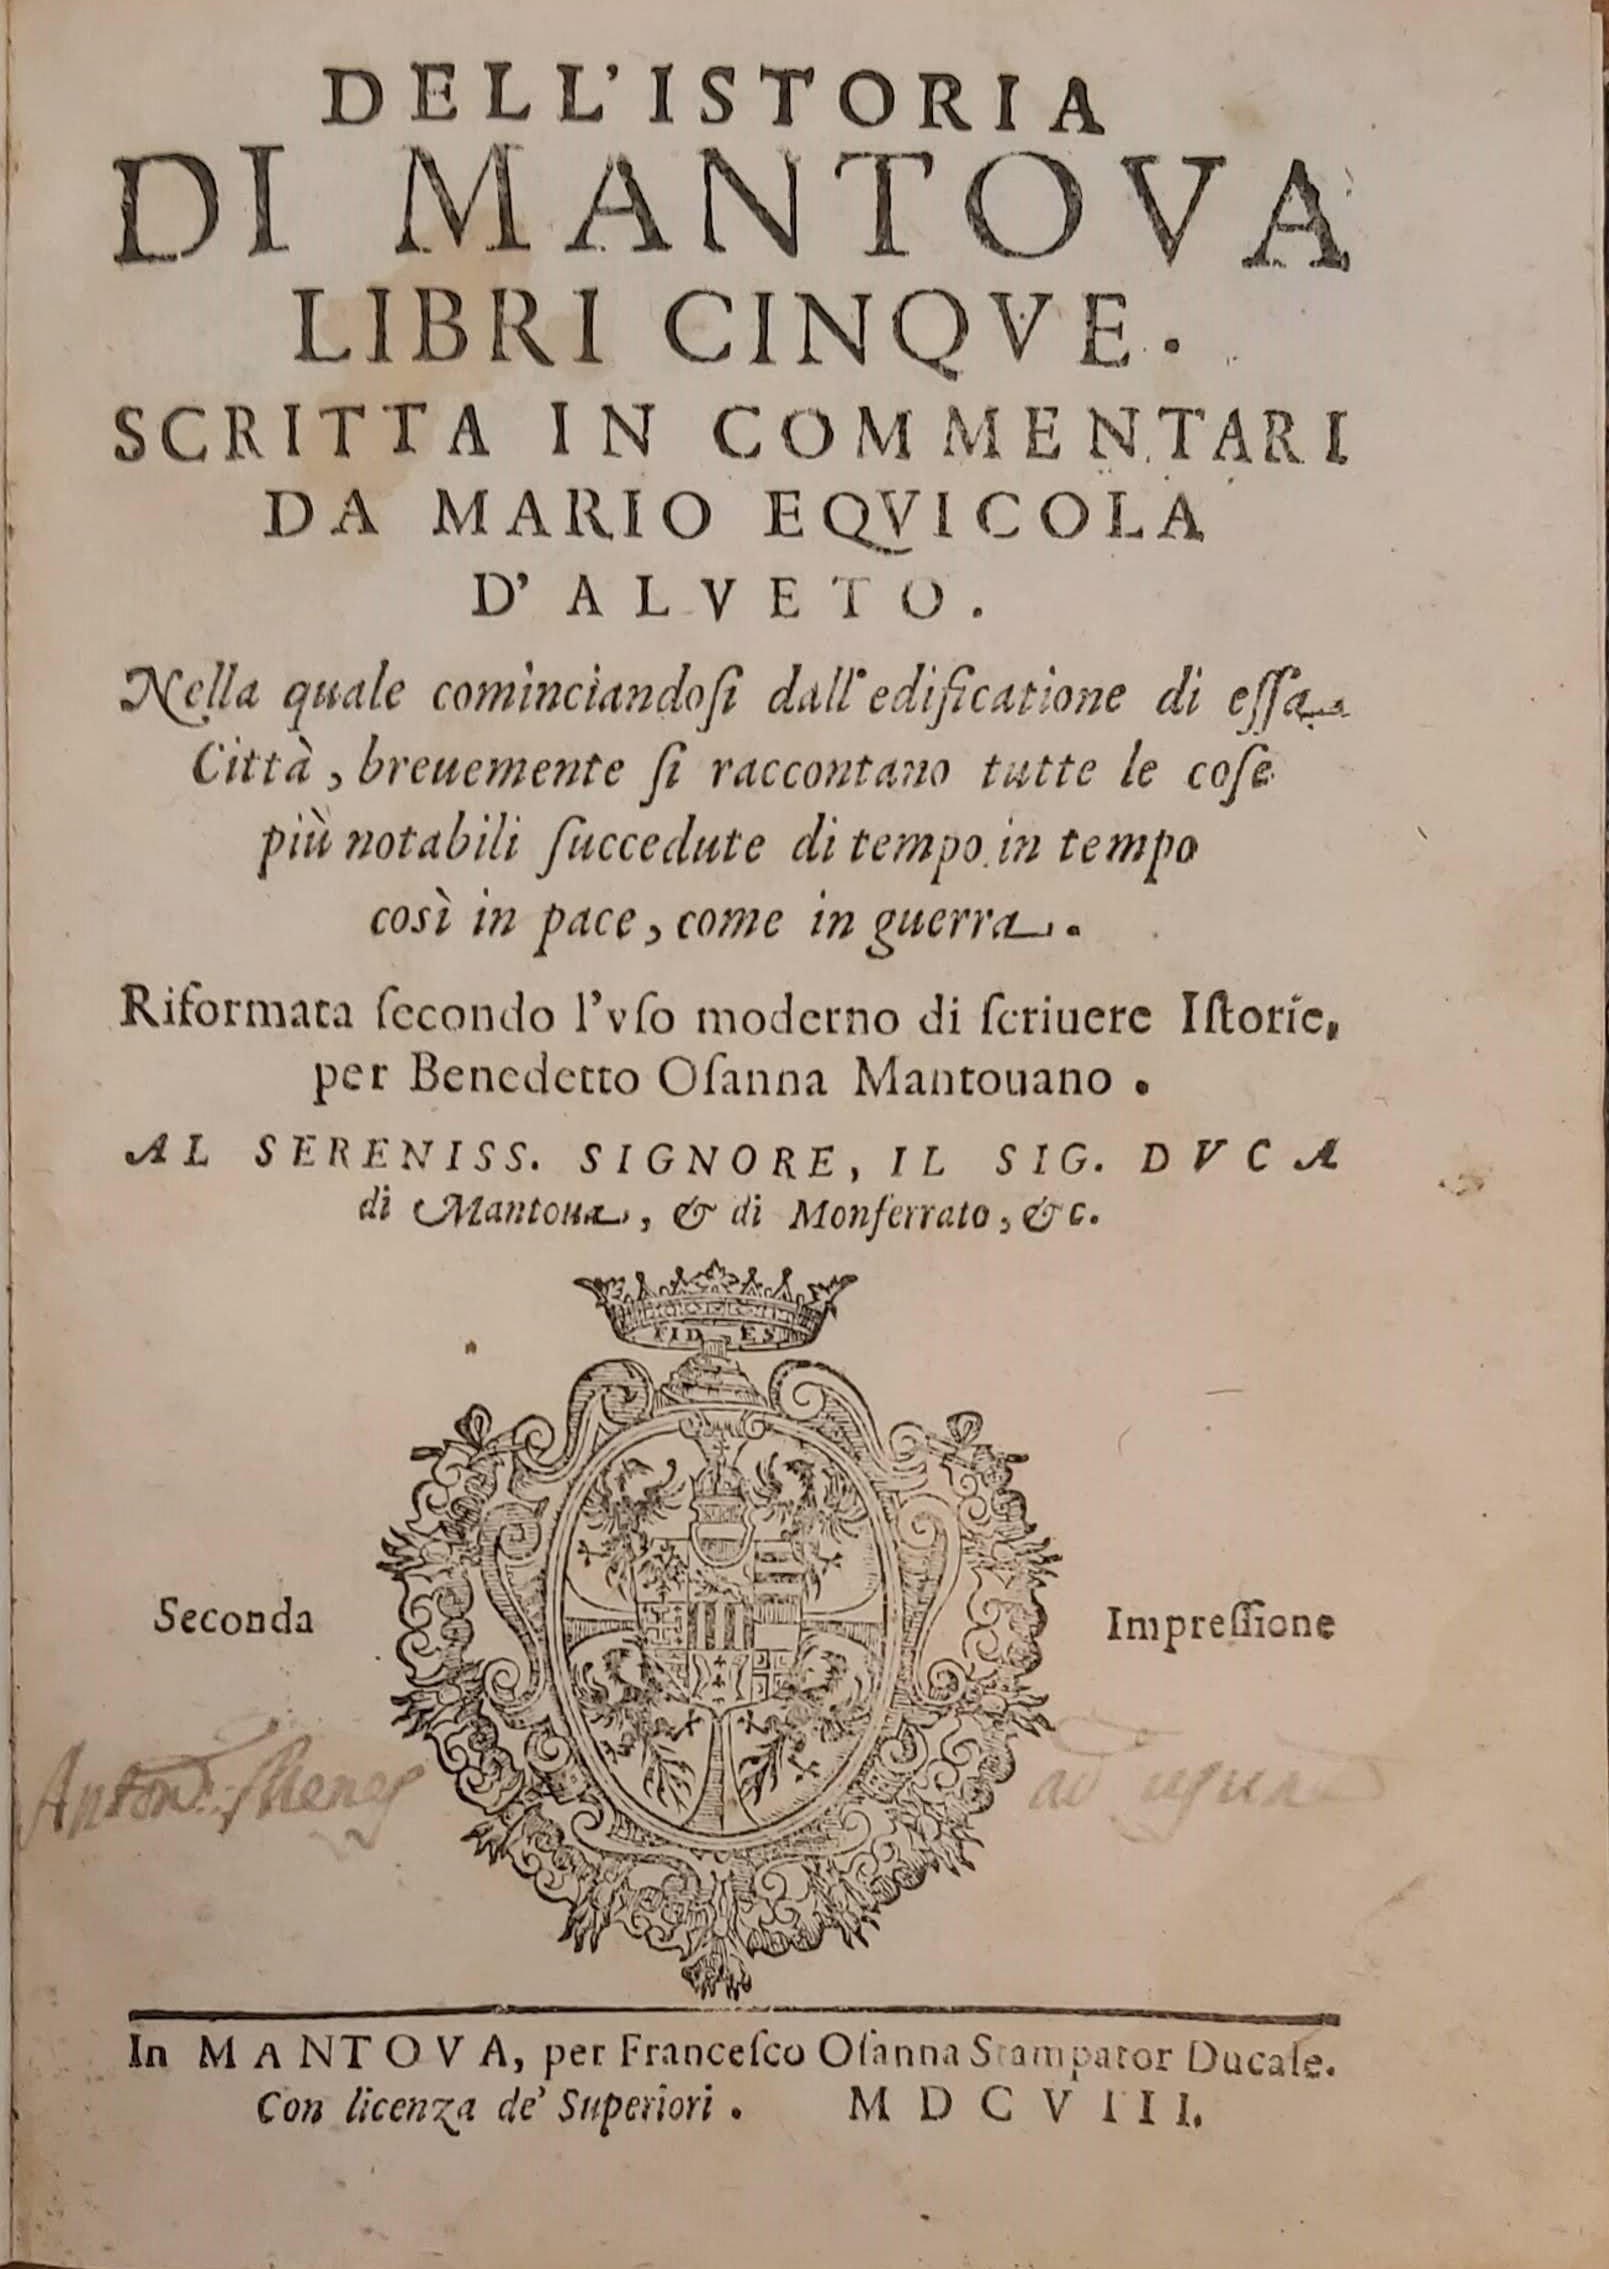 DELL'ISTORIA
DI MANTOVA
LIBRI CINQVE.
SCRITTA IN COMMENTARI
DA MARIO EQVICOLA
D'ALVETO.
Nella quale cominciandoſi dall'edificatione di eſſa
Città, breuemente ſi raccontano tutte le coſe
più notabili ſuccedute di tempo in tempo
così in pace, come in guerra.
Riformata ſecondo l'vſo moderno di ſcriuere Iſtorie,
per Benedetto Oſanna Mantouano.
AL SERENISS. SIGNORE, IL SIG. DVCA
di Mantoua, & di Monferrato, &c.
FIDES
Seconda Impreſſione
In MANTOVA, per Franceſco Oſanna Stampator Ducale.
Con licenza de' Superiori. MDCVIII.